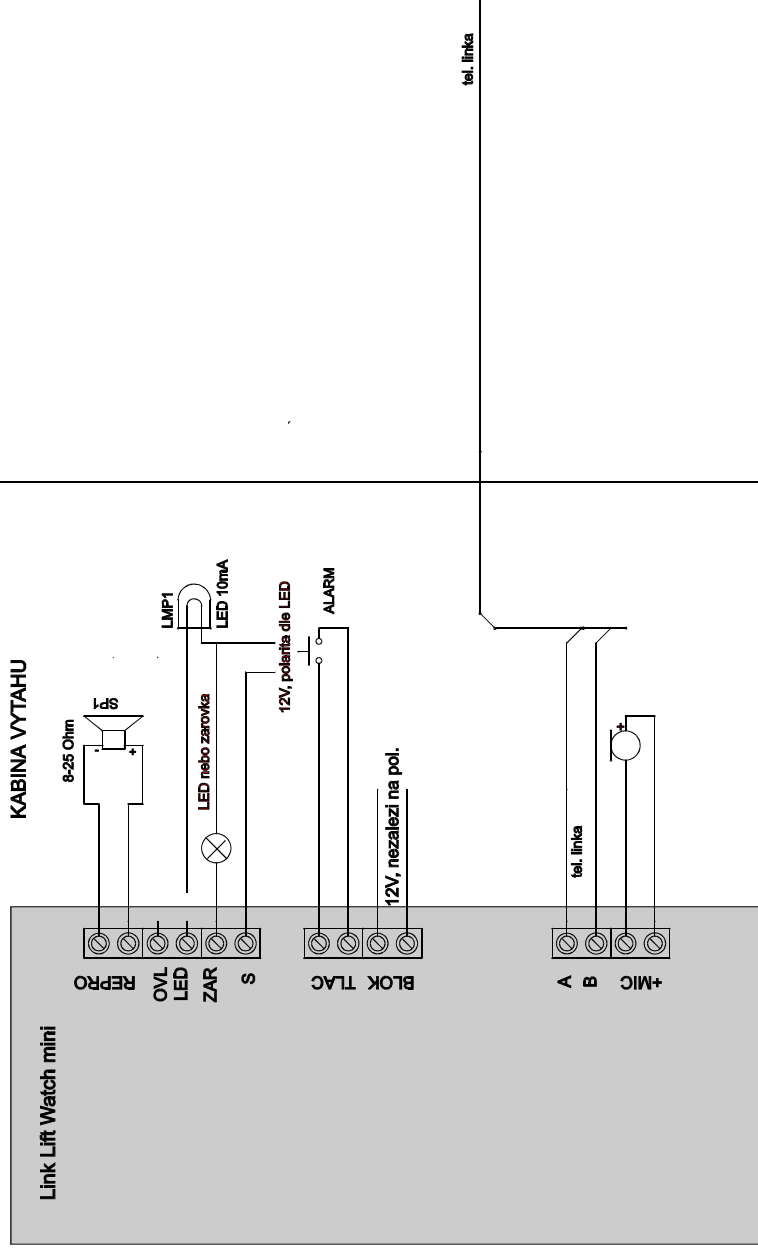 tel. linka
KABINA VYTAHU
8-25 Ohm
SP1
-
+
LMP1
LED 10mA
LED nebo zarovka
12V, polarita dle LED
ALARM
12V, nezalezi na pol.
tel. linka
+
REPRO
OVL
LED
ZAR
S
TLAC
BLOK
A
B
+MIC
Link Lift Watch mini